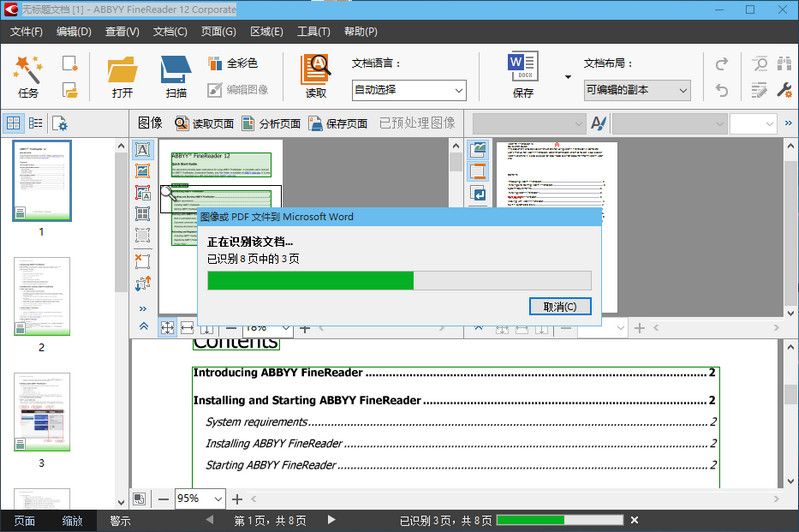 无标题文档 [1] - ABBYY FineReader 12 Corporate
文件(F) 编辑(D) 查看(V) 文档(C) 页面(G) 区域(E) 工具(T) 帮助(P)
任务 打开 扫描 全彩色 编辑图像 读取 文档语言： 自动选择 W DOCX 保存 文档布局： 可编辑的副本
图像 读取页面 分析页面 保存页面 已预处理图像
ABBYY® FineReader 12
Quick Start Guide
图像或 PDF 文件到 Microsoft Word
正在识别该文档...
已识别 8 页中的 3 页
取消(C)
1
2
3
18%
Contents
Introducing ABBYY FineReader 2
Installing and Starting ABBYY FineReader 2
System requirements 2
Installing ABBYY FineReader 2
Starting ABBYY FineReader 2
95%
页面 缩放 警示 第 1 页，共 8 页 已识别 3 页，共 8 页